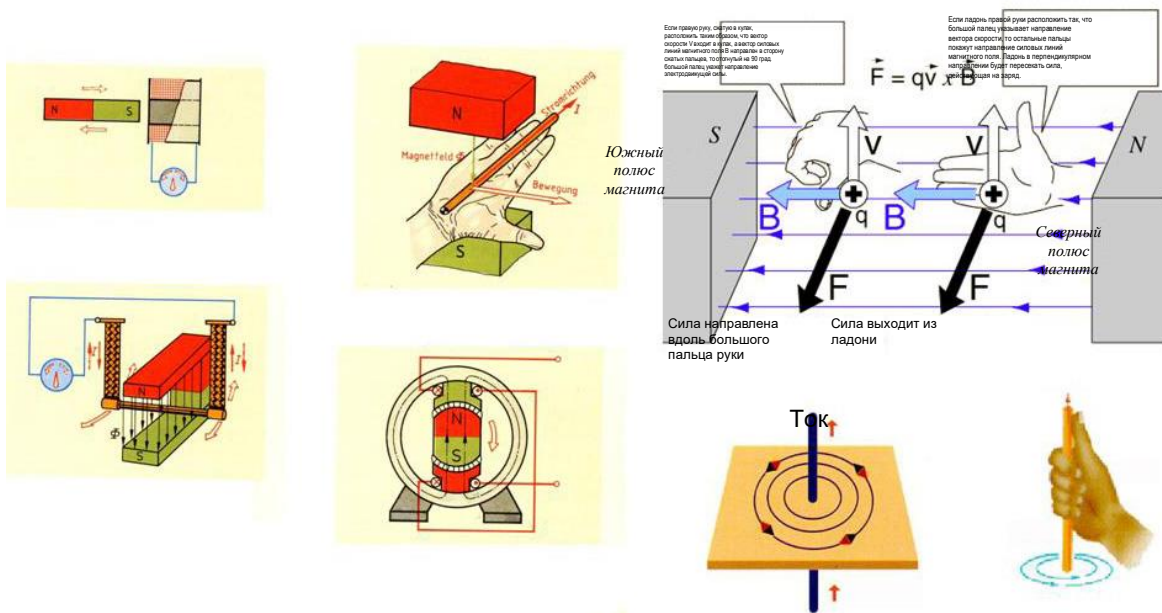 N S
N
Stromrichtung
I
Magnetfeld Φ
Bewegung
S
I
I
N
Φ
S
N
S
Если правую руку, сжатую в кулак,
расположить таким образом, что вектор
скорости V входит в кулак, а вектор силовых
линий магнитного поля B направлен в сторону
сжатых пальцев, то отогнутый на 90 град.
большой палец укажет направление
электродвижущей силы.
Если ладонь правой руки расположить так, что
большой палец указывает направление
вектора скорости, то остальные пальцы
покажут направление силовых линий
магнитного поля. Ладонь в перпендикулярном
направлении будет пересекать сила,
действующая на заряд.
F = qv x B
S
N
Южный
полюс
магнита
V
V
B
q
B
q
Северный
полюс
магнита
F
F
Сила направлена
вдоль большого
пальца руки
Сила выходит из
ладони
Ток